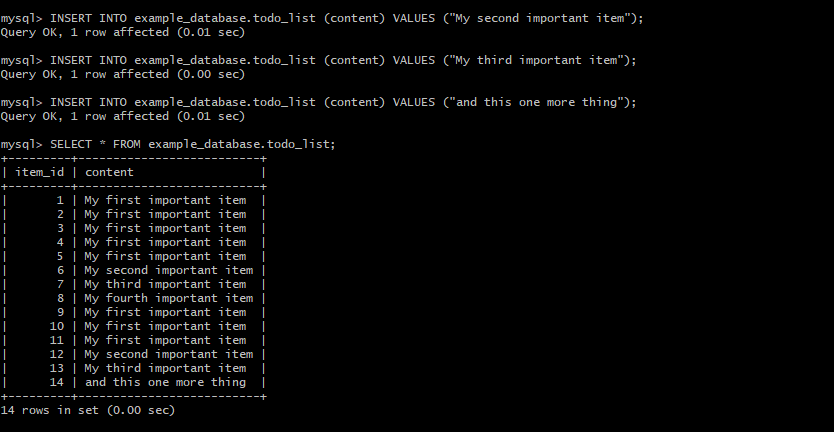 mysql> INSERT INTO example_database.todo_list (content) VALUES ("My second important item");
Query OK, 1 row affected (0.01 sec)

mysql> INSERT INTO example_database.todo_list (content) VALUES ("My third important item");
Query OK, 1 row affected (0.00 sec)

mysql> INSERT INTO example_database.todo_list (content) VALUES ("and this one more thing");
Query OK, 1 row affected (0.01 sec)

mysql> SELECT * FROM example_database.todo_list;
+---------+--------------------------+
| item_id | content                  |
+---------+--------------------------+
|       1 | My first important item  |
|       2 | My first important item  |
|       3 | My first important item  |
|       4 | My first important item  |
|       5 | My first important item  |
|       6 | My second important item |
|       7 | My third important item  |
|       8 | My fourth important item |
|       9 | My first important item  |
|      10 | My first important item  |
|      11 | My first important item  |
|      12 | My second important item |
|      13 | My third important item  |
|      14 | and this one more thing  |
+---------+--------------------------+
14 rows in set (0.00 sec)